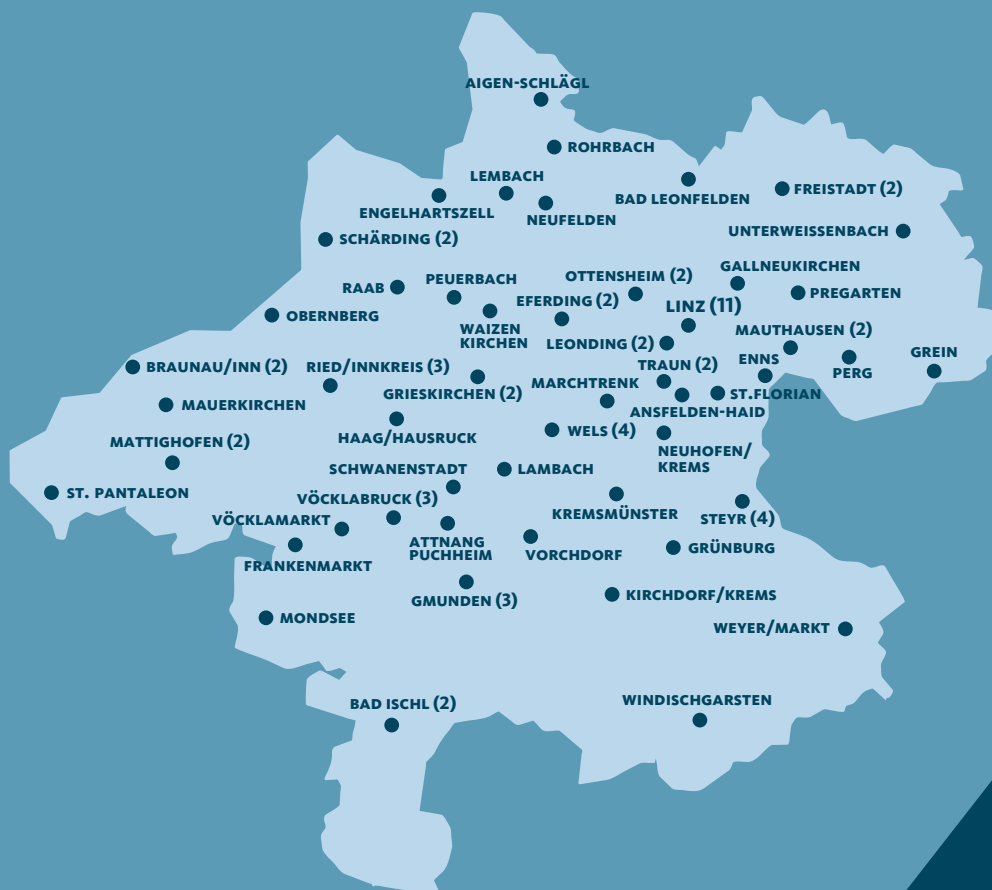 AIGEN-SCHLÄGL
ROHRBACH
LEMBACH
BAD LEONFELDEN
FREISTADT (2)
ENGELHARTSZELL
NEUFELDEN
UNTERWEISSENBACH
SCHÄRDING (2)
GALLNEUKIRCHEN
OTTENSHEIM (2)
PEUERBACH
RAAB
PREGARTEN
EFERDING (2)
LINZ (11)
OBERNBERG
WAIZEN
KIRCHEN
LEONDING (2)
MAUTHAUSEN (2)
GREIN
ENNS
PERG
BRAUNAU/INN (2)
RIED/INNKREIS (3)
TRAUN (2)
MARCHTRENK
GRIESKIRCHEN (2)
ST.FLORIAN
MAUERKIRCHEN
ANSFELDEN-HAID
HAAG/HAUSRUCK
WELS (4)
MATTIGHOFEN (2)
NEUHOFEN/
KREMS
SCHWANENSTADT
LAMBACH
ST. PANTALEON
VÖCKLABRUCK (3)
KREMSMÜNSTER
STEYR (4)
VÖCKLAMARKT
ATTNANG
PUCHHEIM
VORCHDORF
GRÜNBURG
FRANKENMARKT
GMUNDEN (3)
KIRCHDORF/KREMS
MONDSEE
WEYER/MARKT
BAD ISCHL (2)
WINDISCHGARSTEN